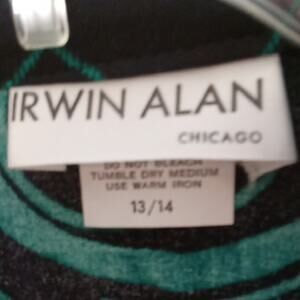 IRWIN ALAN
CHICAGO
DO NOT BLEACH
TUMBLE DRY MEDIUM
USE WARM IRON
13/14